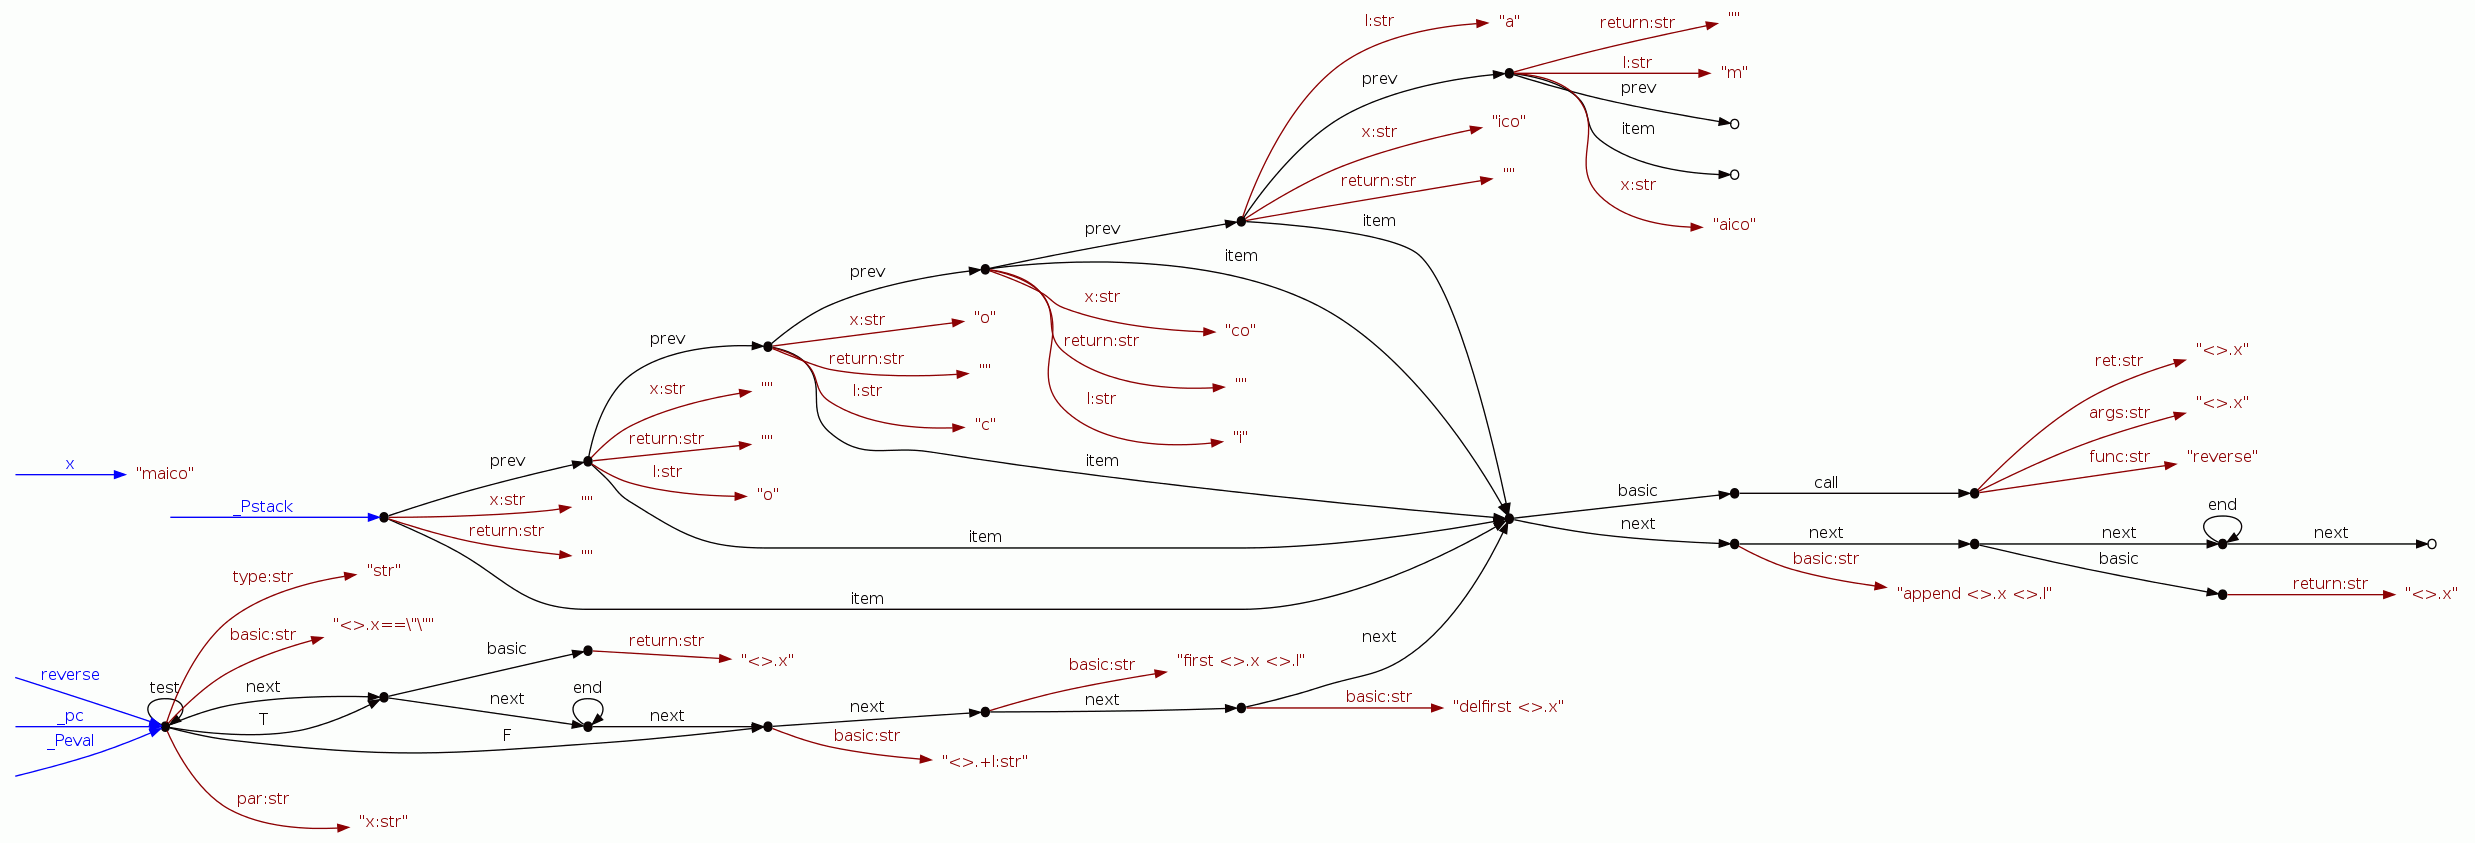 l:str
"a"
return:str
""
l:str
"m"
prev
prev
item
x:str
"ico"
return:str
""
x:str
"aico"
item
prev
item
prev
x:str
"co"
x:str
"o"
return:str
""
return:str
""
l:str
"c"
l:str
"i"
prev
x:str
""
return:str
""
l:str
"o"
item
x
"maico"
prev
_Pstack
x:str
""
return:str
""
item
item
basic
call
ret:str
"<>.x"
args:str
"<>.x"
func:str
"reverse"
next
next
basic:str
"append <>.x <>.l"
next
end
next
basic
return:str
"<>.x"
type:str
"str"
basic:str
"<>.x==\"\""
reverse
_pc
_Peval
test
next
T
basic
return:str
"<>.x"
next
end
next
F
next
basic:str
"<>.+l:str"
basic:str
"first <>.x <>.l"
next
next
basic:str
"delfirst <>.x"
par:str
"x:str"